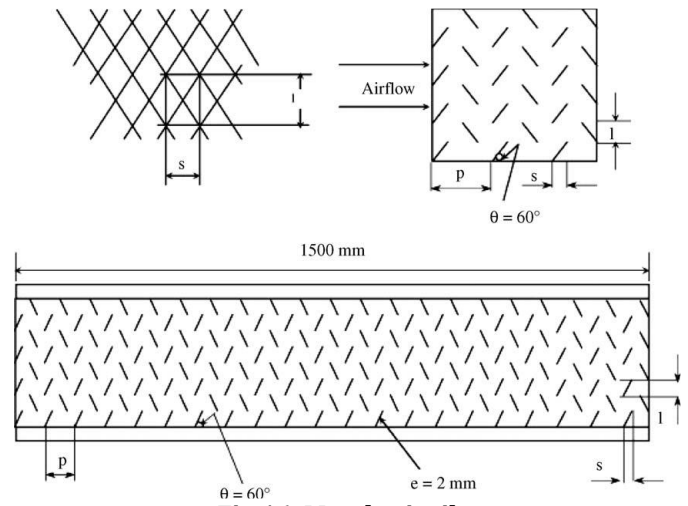 l
s
Airflow
l
p
s
θ = 60°
1500 mm
l
p
s
θ = 60°
e = 2 mm